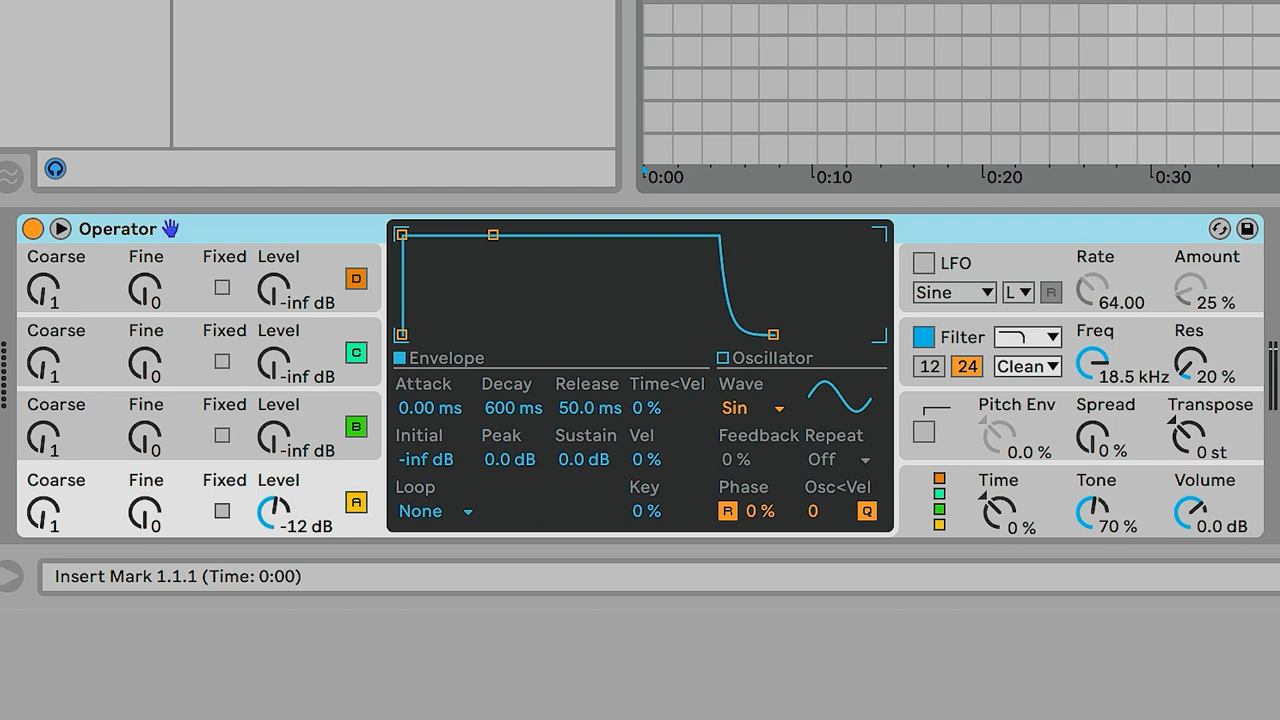 0:00 0:10 0:20 0:30
Operator
Coarse Fine Fixed Level
1 0 -inf dB D
Coarse Fine Fixed Level
1 0 -inf dB C
Coarse Fine Fixed Level
1 0 -inf dB B
Coarse Fine Fixed Level
1 0 -12 dB A
Envelope Oscillator
Attack Decay Release Time<Vel Wave
0.00 ms 600 ms 50.0 ms 0 % Sin
Initial Peak Sustain Vel Feedback Repeat
-inf dB 0.0 dB 0.0 dB 0 % 0 % Off
Loop Key Phase Osc<Vel
None 0 % R 0 % 0 Q
LFO Rate Amount
Sine L R 64.00 25 %
Filter Freq Res
12 24 Clean 18.5 kHz 20 %
Pitch Env Spread Transpose
0.0 % 0 % 0 st
Time Tone Volume
0 % 70 % 0.0 dB
Insert Mark 1.1.1 (Time: 0:00)